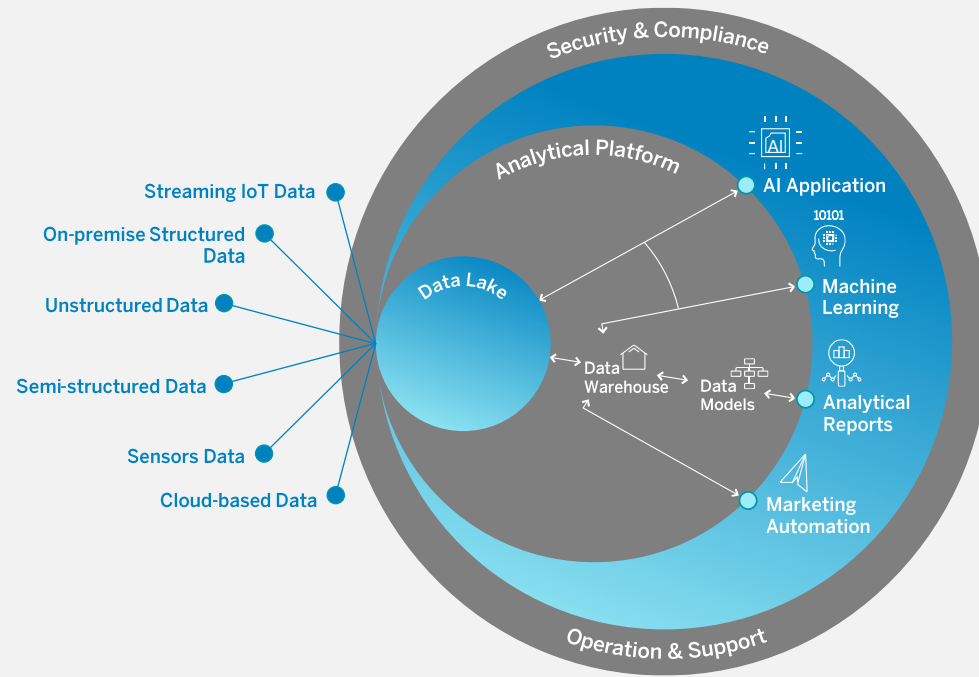 Security & Compliance
Analytical Platform
AI
AI Application
Streaming IoT Data
10101
On-premise Structured
Data
Data Lake
Machine
Learning
Unstructured Data
Data
Warehouse
Data
Models
Semi-structured Data
Analytical
Reports
Sensors Data
Cloud-based Data
Marketing
Automation
Operation & Support